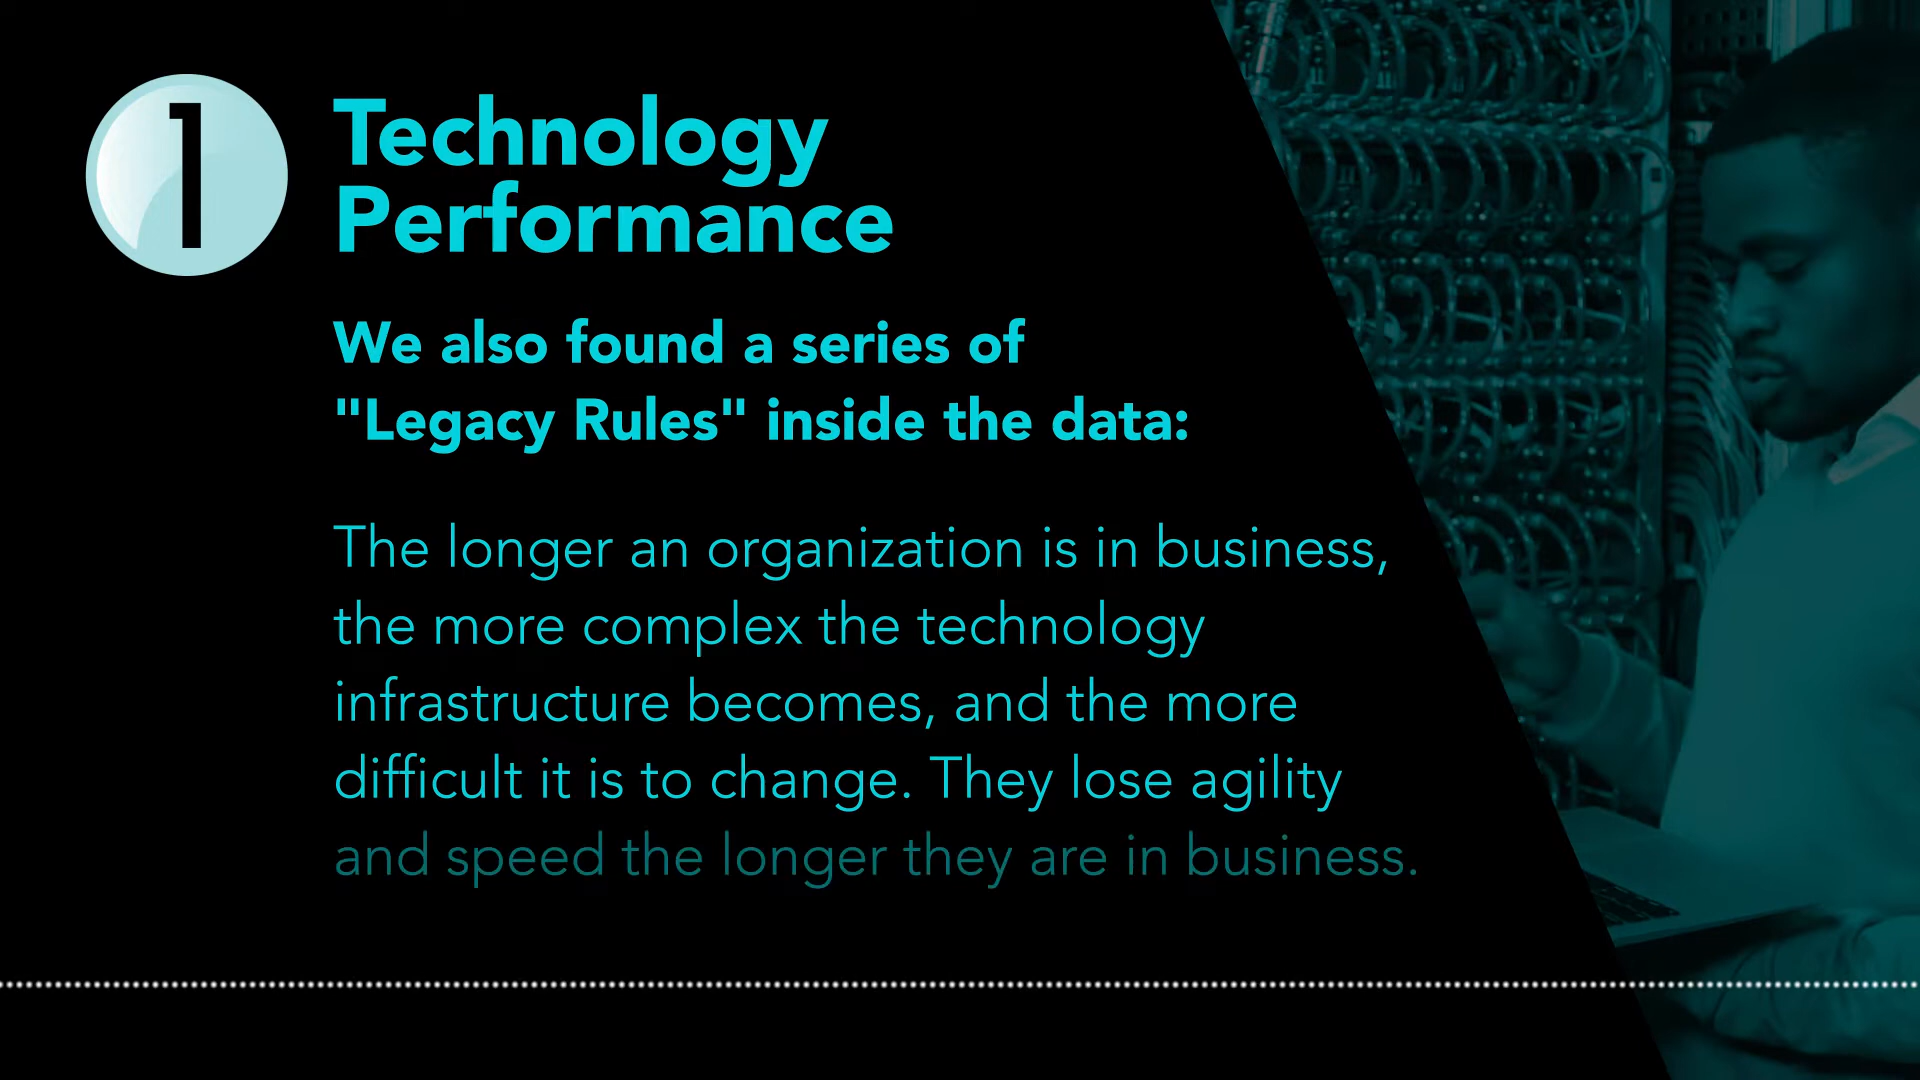 1
Technology
Performance
We also found a series of
"Legacy Rules" inside the data:
The longer an organization is in business,
the more complex the technology
infrastructure becomes, and the more
difficult it is to change. They lose agility
and speed the longer they are in business.